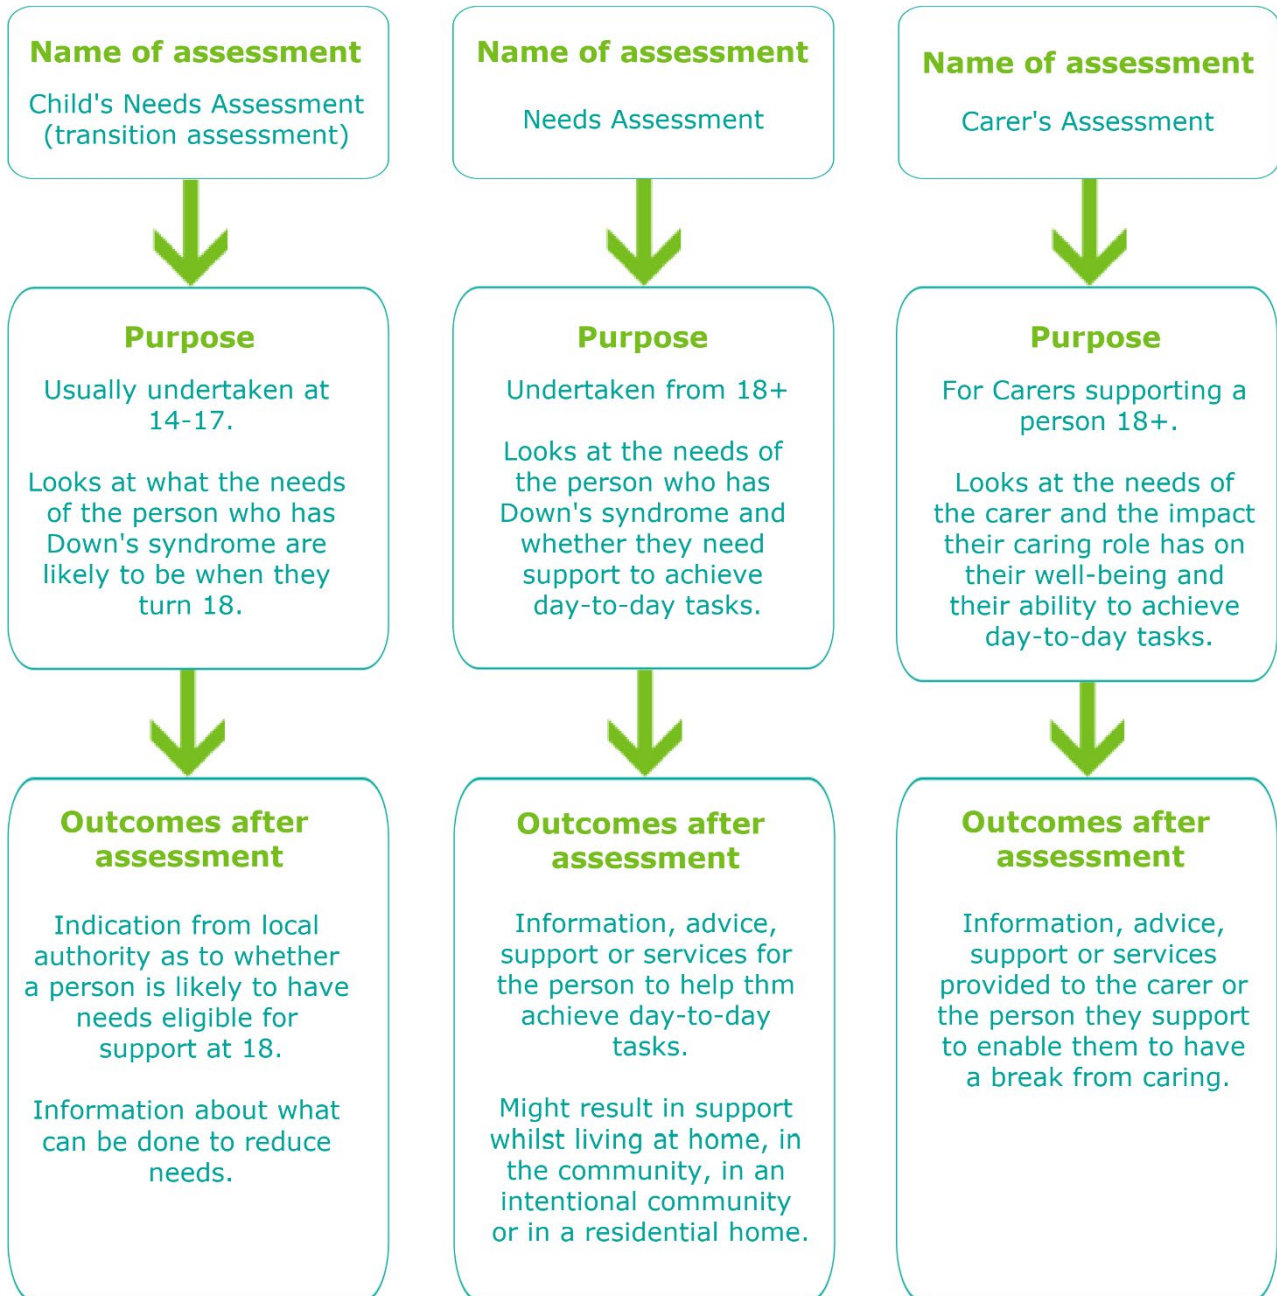 Name of assessment
Child's Needs Assessment
(transition assessment)
Purpose
Usually undertaken at
14-17.
Looks at what the needs
of the person who has
Down's syndrome are
likely to be when they
turn 18.
Outcomes after
assessment
Indication from local
authority as to whether
a person is likely to have
needs eligible for
support at 18.
Information about what
can be done to reduce
needs.
Name of assessment
Needs Assessment
Purpose
Undertaken from 18+
Looks at the needs of
the person who has
Down's syndrome and
whether they need
support to achieve
day-to-day tasks.
Outcomes after
assessment
Information, advice,
support or services for
the person to help thm
achieve day-to-day
tasks.
Might result in support
whilst living at home, in
the community, in an
intentional community
or in a residential home.
Name of assessment
Carer's Assessment
Purpose
For Carers supporting a
person 18+.
Looks at the needs of
the carer and the impact
their caring role has on
their well-being and
their ability to achieve
day-to-day tasks.
Outcomes after
assessment
Information, advice,
support or services
provided to the carer or
the person they support
to enable them to have
a break from caring.